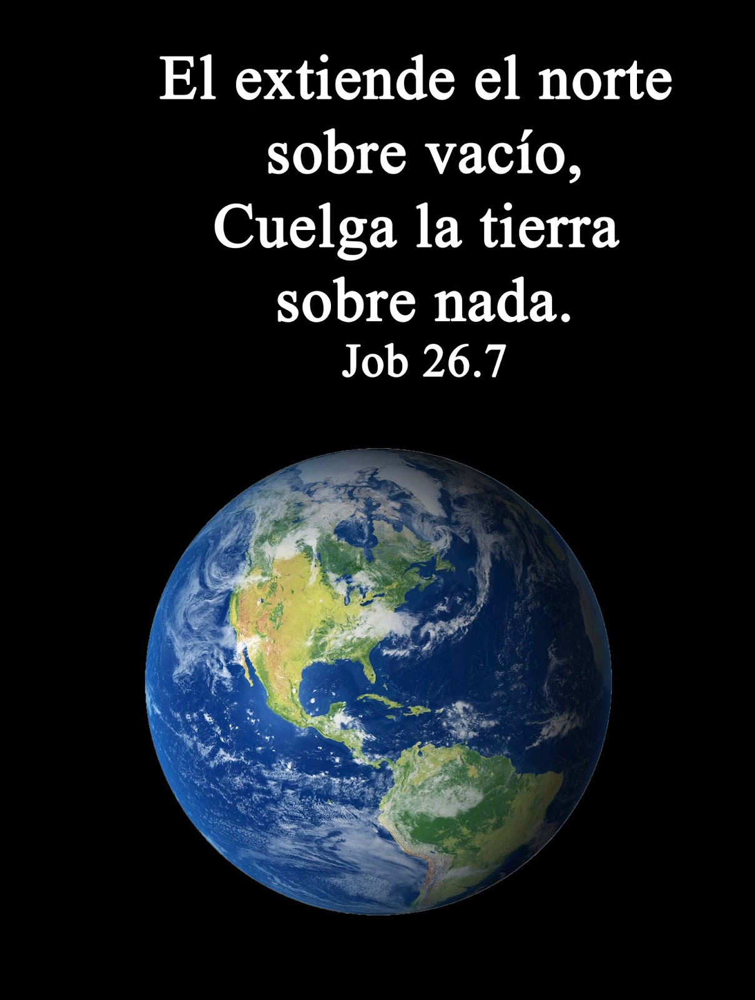 El extiende el norte
sobre vacío,
Cuelga la tierra
sobre nada.
Job 26.7